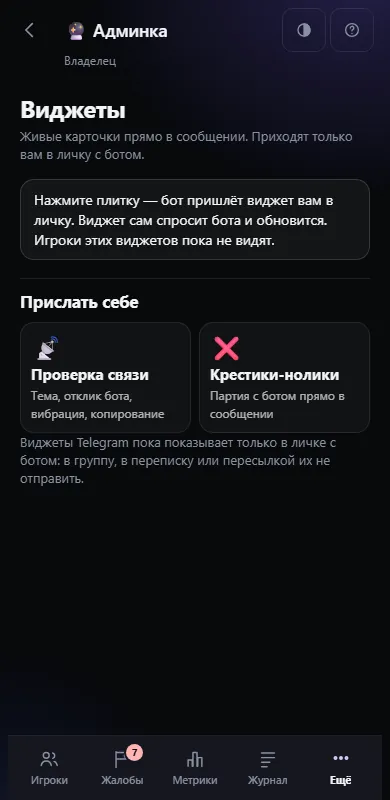 Админка
Владелец
Виджеты
Живые карточки прямо в сообщении. Приходят только
вам в личку с ботом.
Нажмите плитку — бот пришлёт виджет вам в
личку. Виджет сам спросит бота и обновится.
Игроки этих виджетов пока не видят.
Прислать себе
Проверка связи
Тема, отклик бота,
вибрация, копирование
Крестики-нолики
Партия с ботом прямо в
сообщении
Виджеты Telegram пока показывает только в личке с
ботом: в группу, в переписку или пересылкой их не
отправить.
7
Игроки
Жалобы
Метрики
Журнал
Ещё